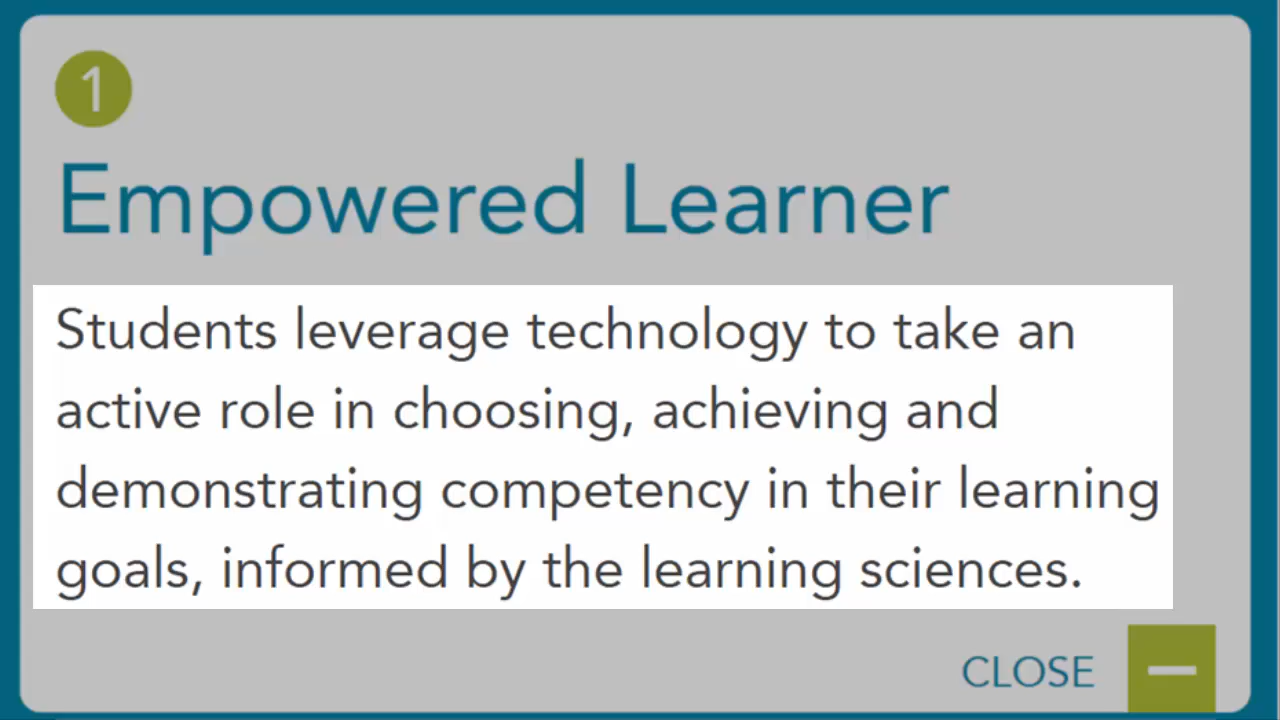 1
Empowered Learner
Students leverage technology to take an
active role in choosing, achieving and
demonstrating competency in their learning
goals, informed by the learning sciences.
CLOSE